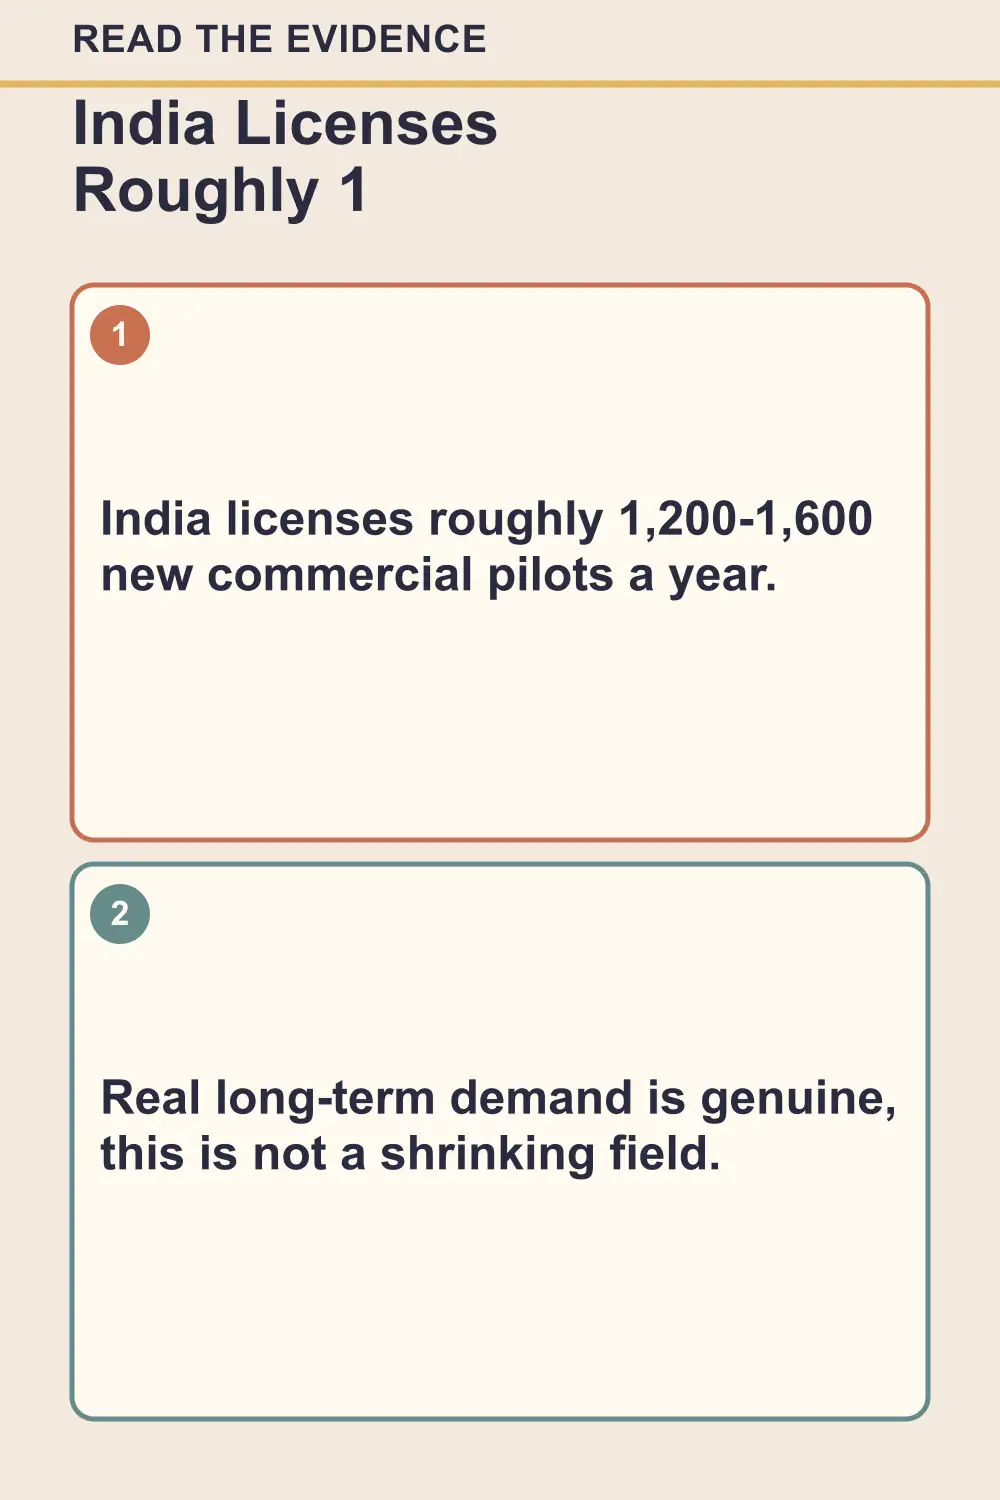 READ THE EVIDENCE
India Licenses
Roughly 1
1
India licenses roughly 1,200-1,600
new commercial pilots a year.
2
Real long-term demand is genuine,
this is not a shrinking field.